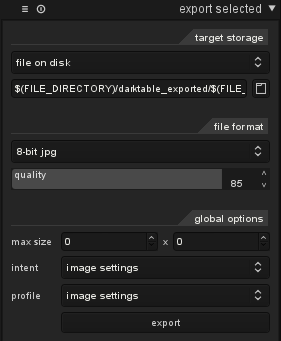 export selected
target storage
file on disk
$(FILE_DIRECTORY)/darktable_exported/$(FILE_
file format
8-bit jpg
quality
85
global options
max size 0 x 0
intent image settings
profile image settings
export